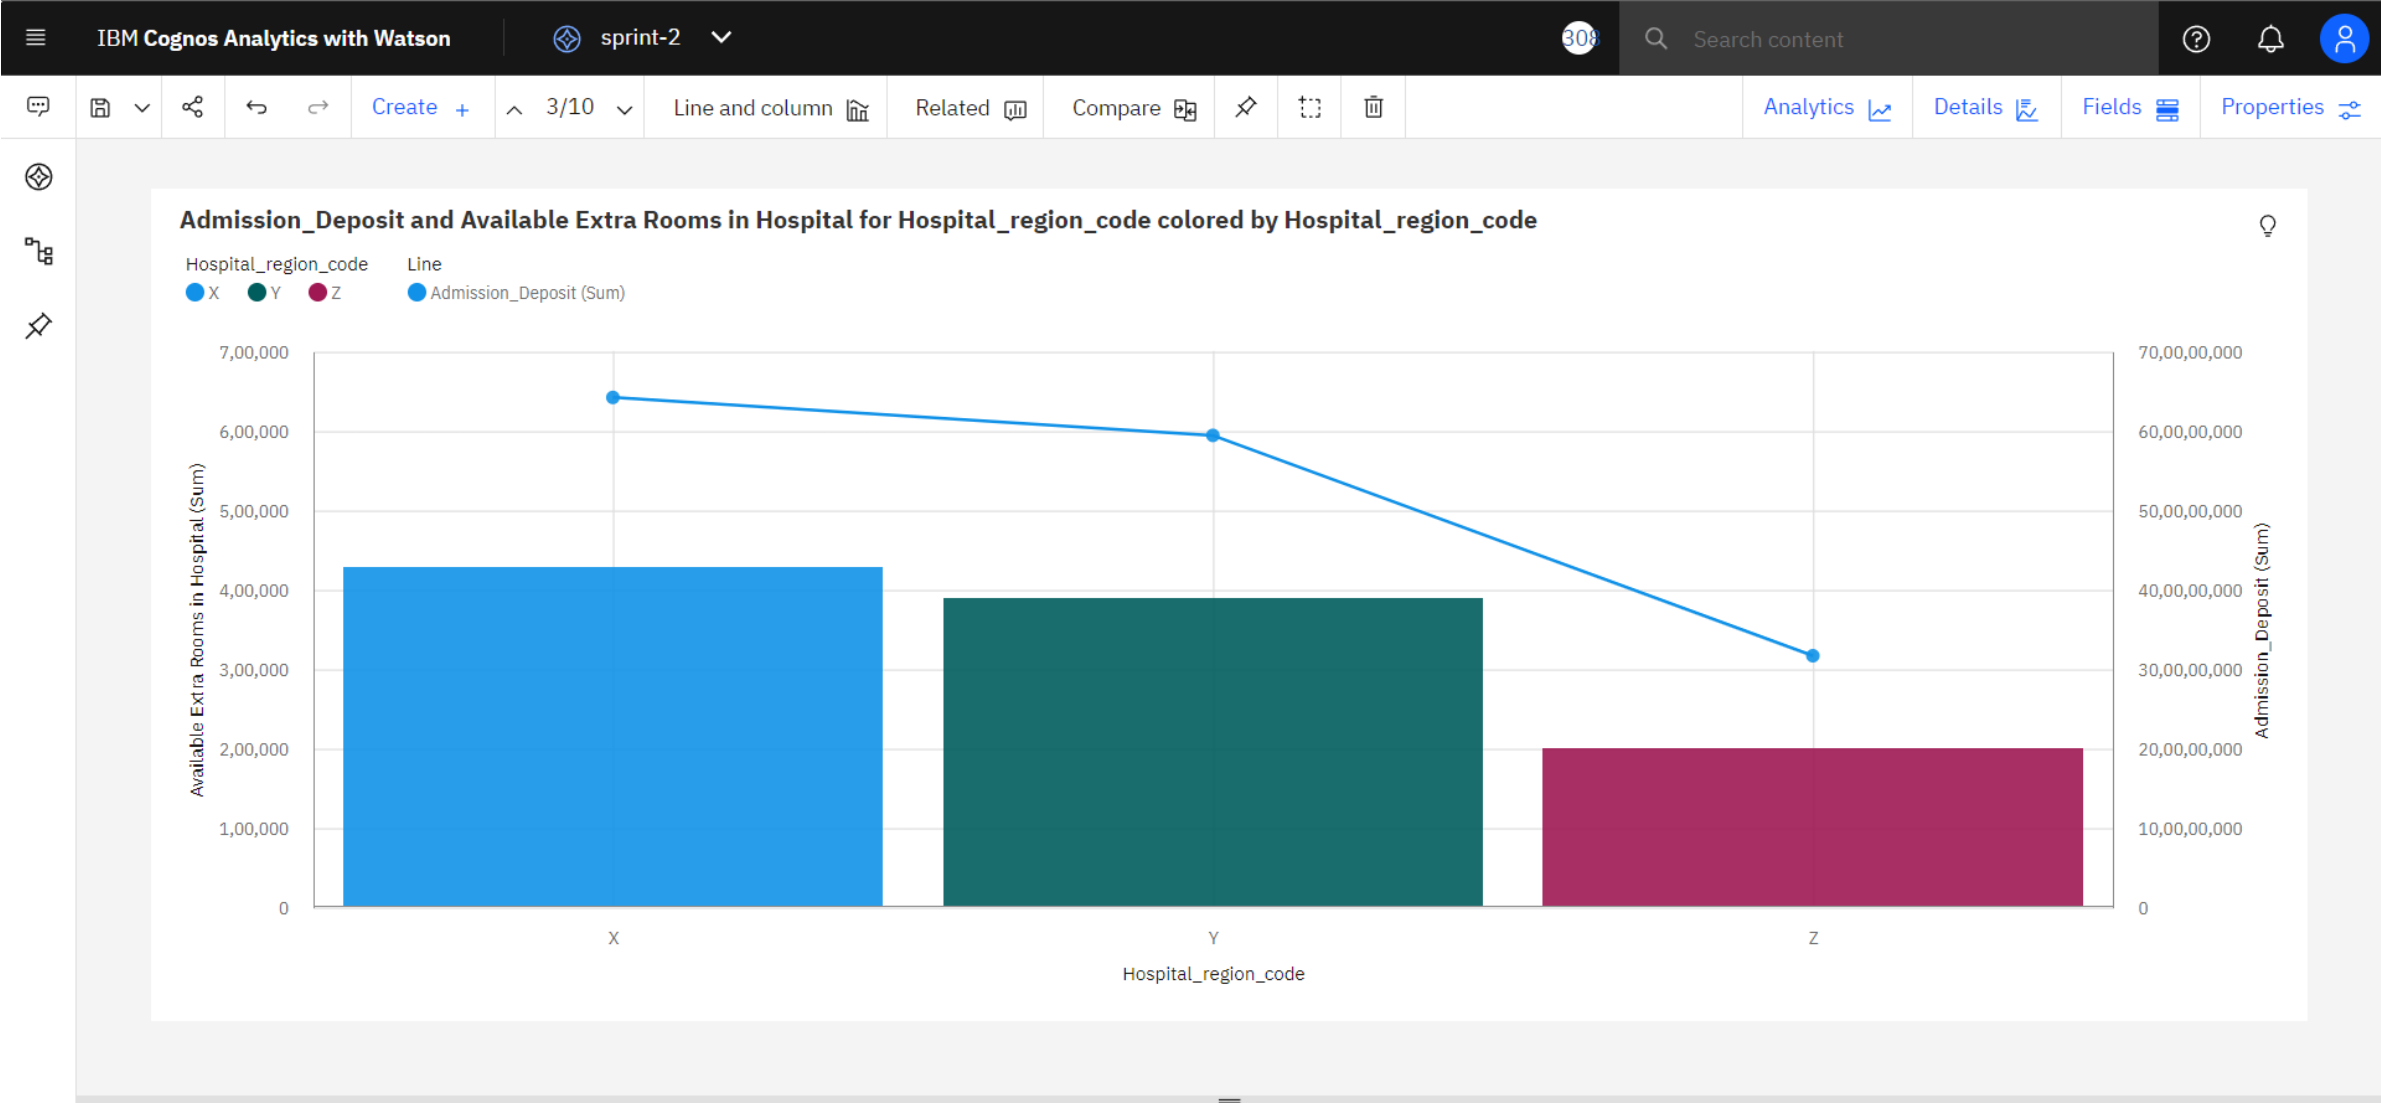 IBM Cognos Analytics with Watson
sprint-2
308
Search content
Create +
3/10
Line and column
Related
Compare
Analytics
Details
Fields
Properties
Admission_Deposit and Available Extra Rooms in Hospital for Hospital_region_code colored by Hospital_region_code
Hospital_region_code
Line
X
Y
Z
Admission_Deposit (Sum)
Available Extra Rooms in Hospital (Sum)
7,00,000
6,00,000
5,00,000
4,00,000
3,00,000
2,00,000
1,00,000
0
70,00,00,000
60,00,00,000
50,00,00,000
40,00,00,000
30,00,00,000
20,00,00,000
10,00,00,000
0
Admission_Deposit (Sum)
X
Y
Z
Hospital_region_code